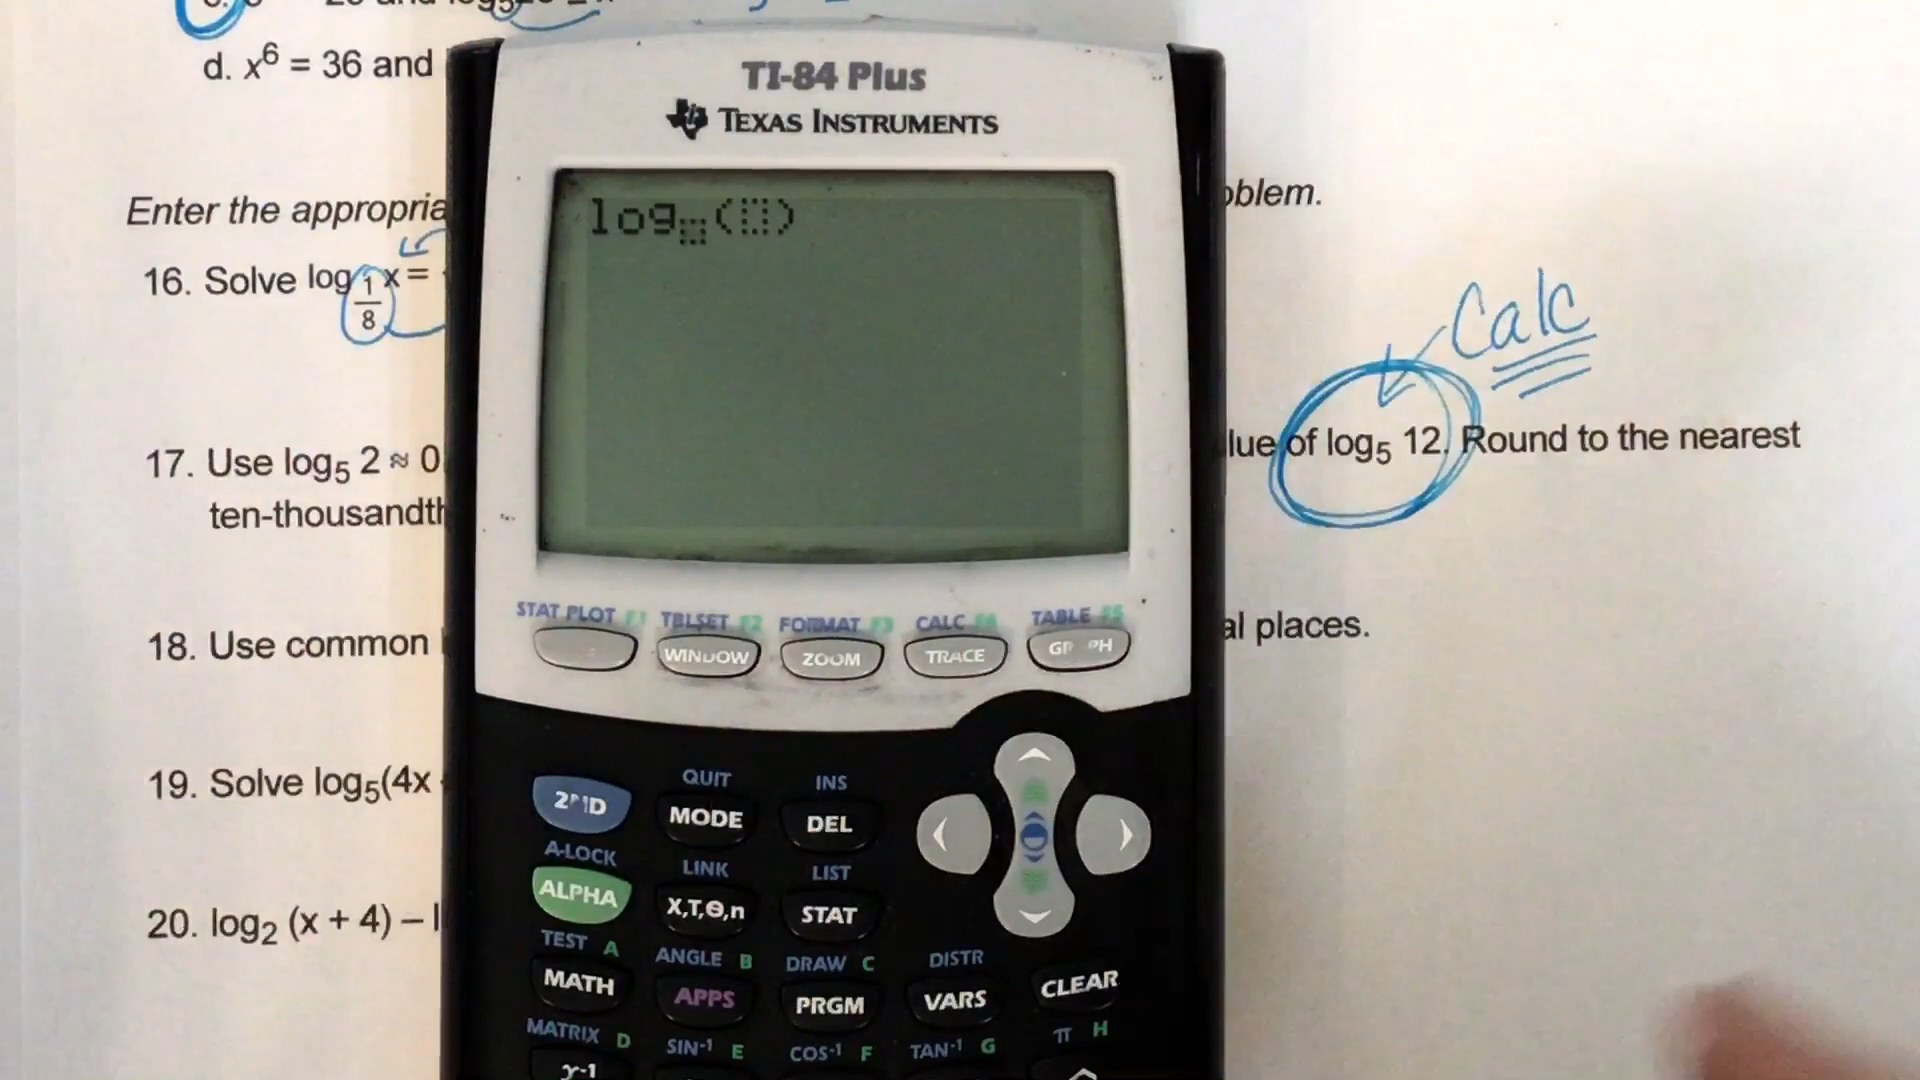 d. x⁶ = 36 and
TI-84 Plus
TEXAS INSTRUMENTS
log (
)
Enter the appropria
oblem.
16. Solve log 1/8 x =
Calc
17. Use log₅ 2 ≈ 0
lue of log₅ 12. Round to the nearest
ten-thousandth
18. Use common
al places.
19. Solve log₅(4x
20. log₂ (x + 4) – l
STAT PLOT F1 TBLSET F2 FORMAT F3 CALC F4 TABLE F5
WINDOW ZOOM TRACE GRAPH
QUIT INS
2ND MODE DEL
A-LOCK LINK LIST
ALPHA X,T,Θ,n STAT
TEST A ANGLE B DRAW C DISTR
MATH APPS PRGM VARS CLEAR
MATRIX D SIN⁻¹ E COS⁻¹ F TAN⁻¹ G π H
x⁻¹